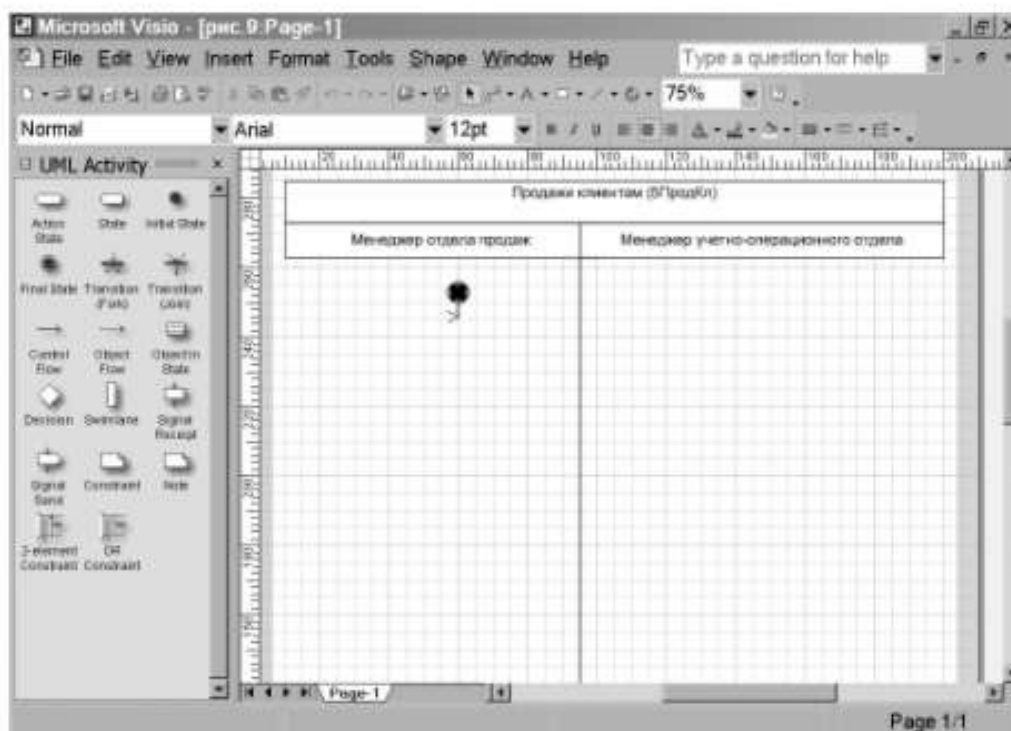 Microsoft Visio - [рис.9:Page-1]
File Edit View Insert Format Tools Shape Window Help
Type a question for help
75%
Normal
Arial
12pt
UML Activity
Action State
State
Initial State
Final State
Transition (Fork)
Transition (Join)
Control Flow
Object Flow
Object in State
Decision
Swimlane
Signal Receipt
Signal Send
Constraint
Note
2-element Constraint
OR Constraint
Продажи клиентам (БПродКл)
Менеджер отдела продаж
Менеджер учетно-операционного отдела
Page-1
Page 1/1